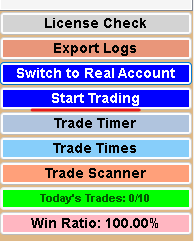 License Check
Export Logs
Switch to Real Account
Start Trading
Trade Timer
Trade Times
Trade Scanner
Today's Trades: 0/10
Win Ratio: 100.00%